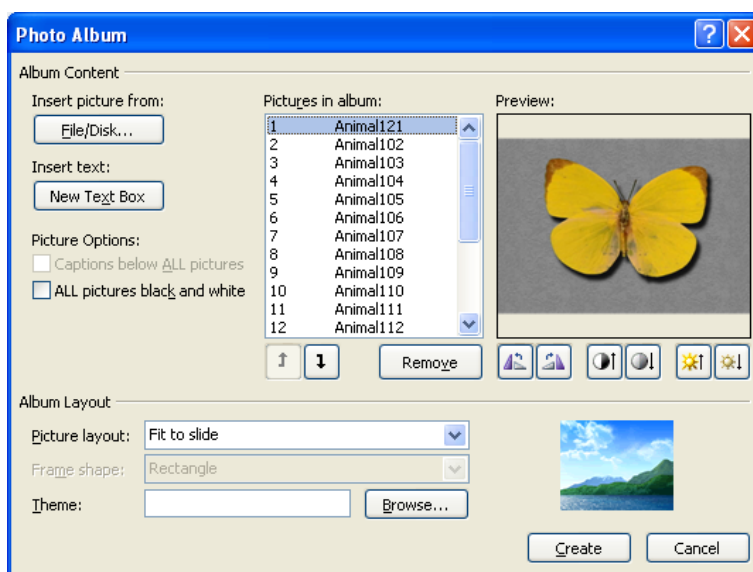 Photo Album
Album Content
Insert picture from:
File/Disk...
Insert text:
New Text Box
Picture Options:
Captions below ALL pictures
ALL pictures black and white
Pictures in album:
1 Animal121
2 Animal102
3 Animal103
4 Animal104
5 Animal105
6 Animal106
7 Animal107
8 Animal108
9 Animal109
10 Animal110
11 Animal111
12 Animal112
Remove
Preview:
Album Layout
Picture layout: Fit to slide
Frame shape: Rectangle
Theme:
Browse...
Create Cancel